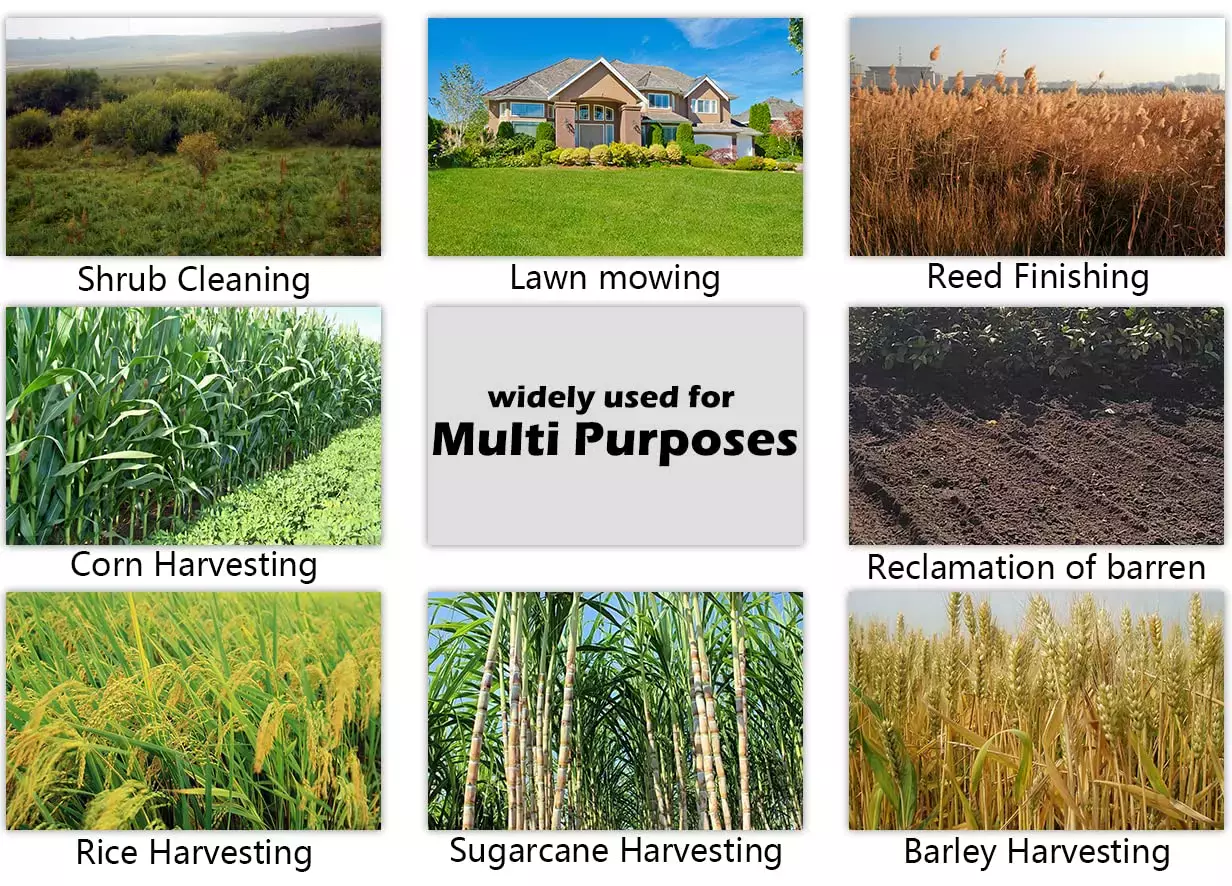 Shrub Cleaning
Lawn mowing
Reed Finishing
Corn Harvesting
widely used for
Multi Purposes
Reclamation of barren
Rice Harvesting
Sugarcane Harvesting
Barley Harvesting